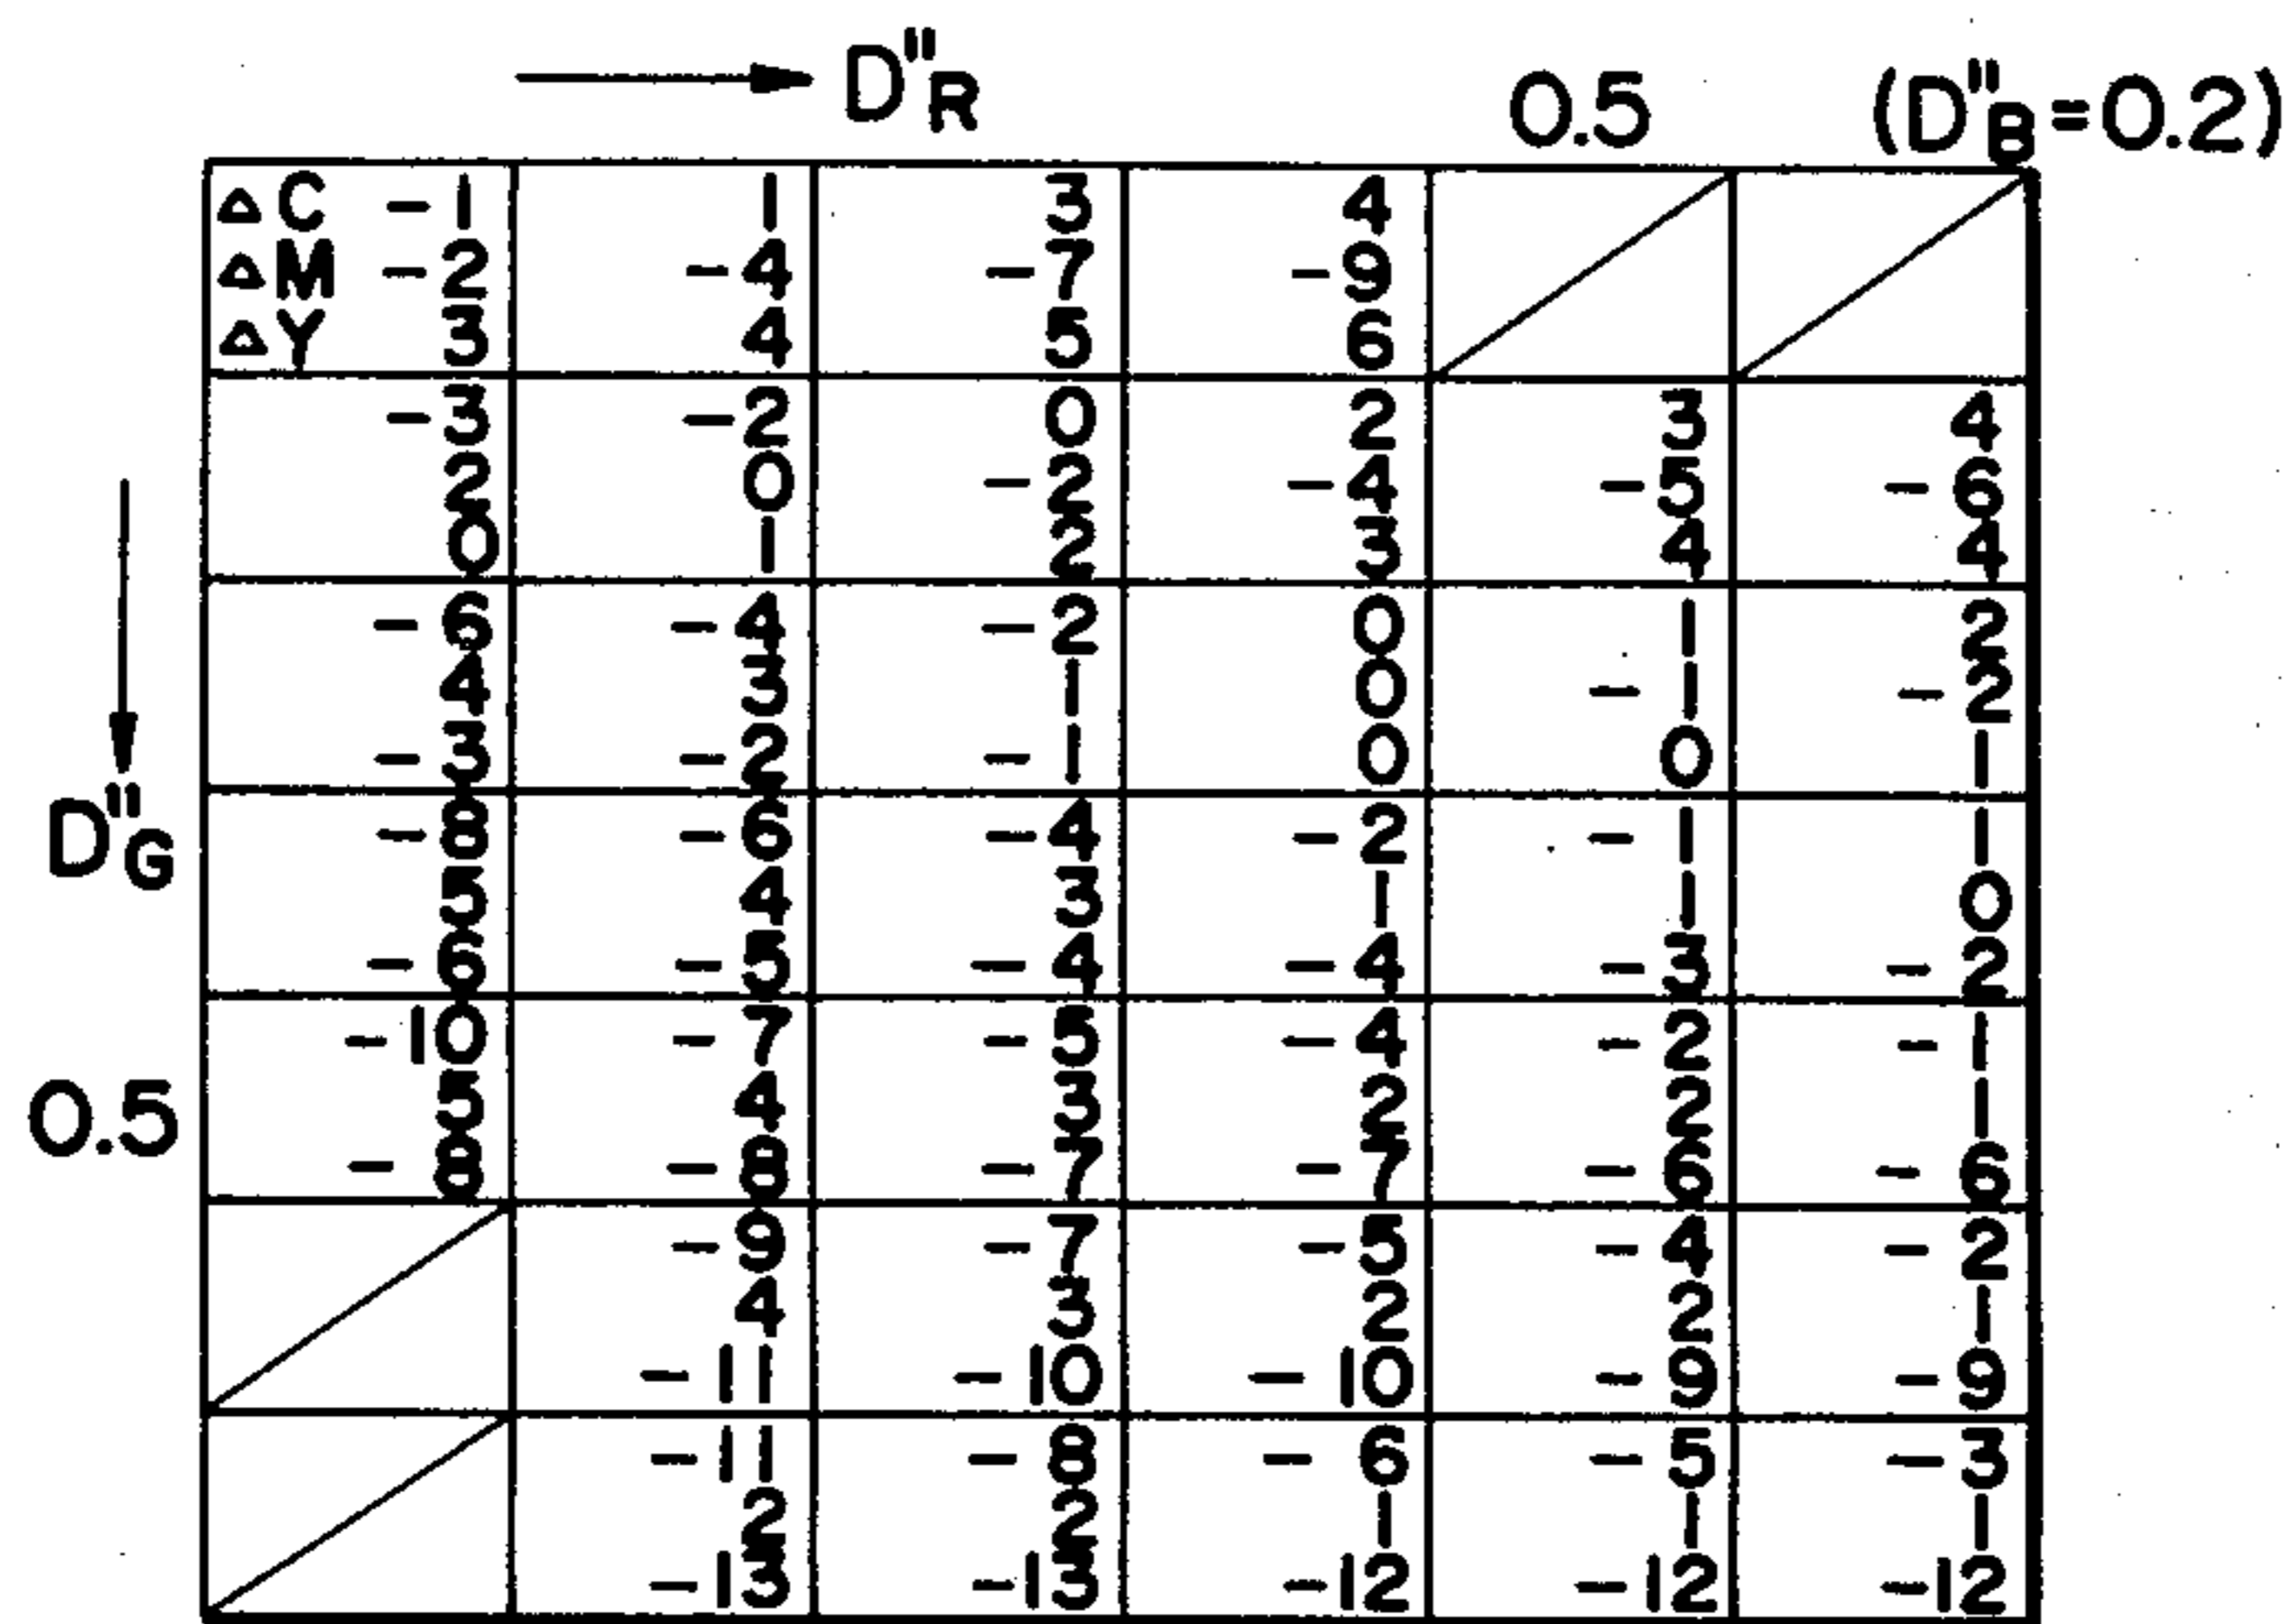 D"R 0.5 (D"B=0.2)
△C -1 1 3 4
△M -2 -4 -7 -9
△Y 3 4 5 6
-3 -2 0 2 3 4
2 0 -2 -4 -5 -6
0 1 2 3 4 4
-6 -4 -2 0 1 2
4 3 1 0 -1 -2
-3 -2 -1 0 0 1
D"G
-8 -6 -4 -2 -1 1
5 4 3 1 1 0
-6 -5 -4 -4 -3 -2
-10 -7 -5 -4 -2 -1
0.5 5 4 3 2 2 1
-8 -8 -7 -7 -6 -6
-9 -7 -5 -4 -2
4 3 2 2 1
-11 -10 -10 -9 -9
-11 -8 -6 -5 -3
2 2 1 1 1
-13 -13 -12 -12 -12